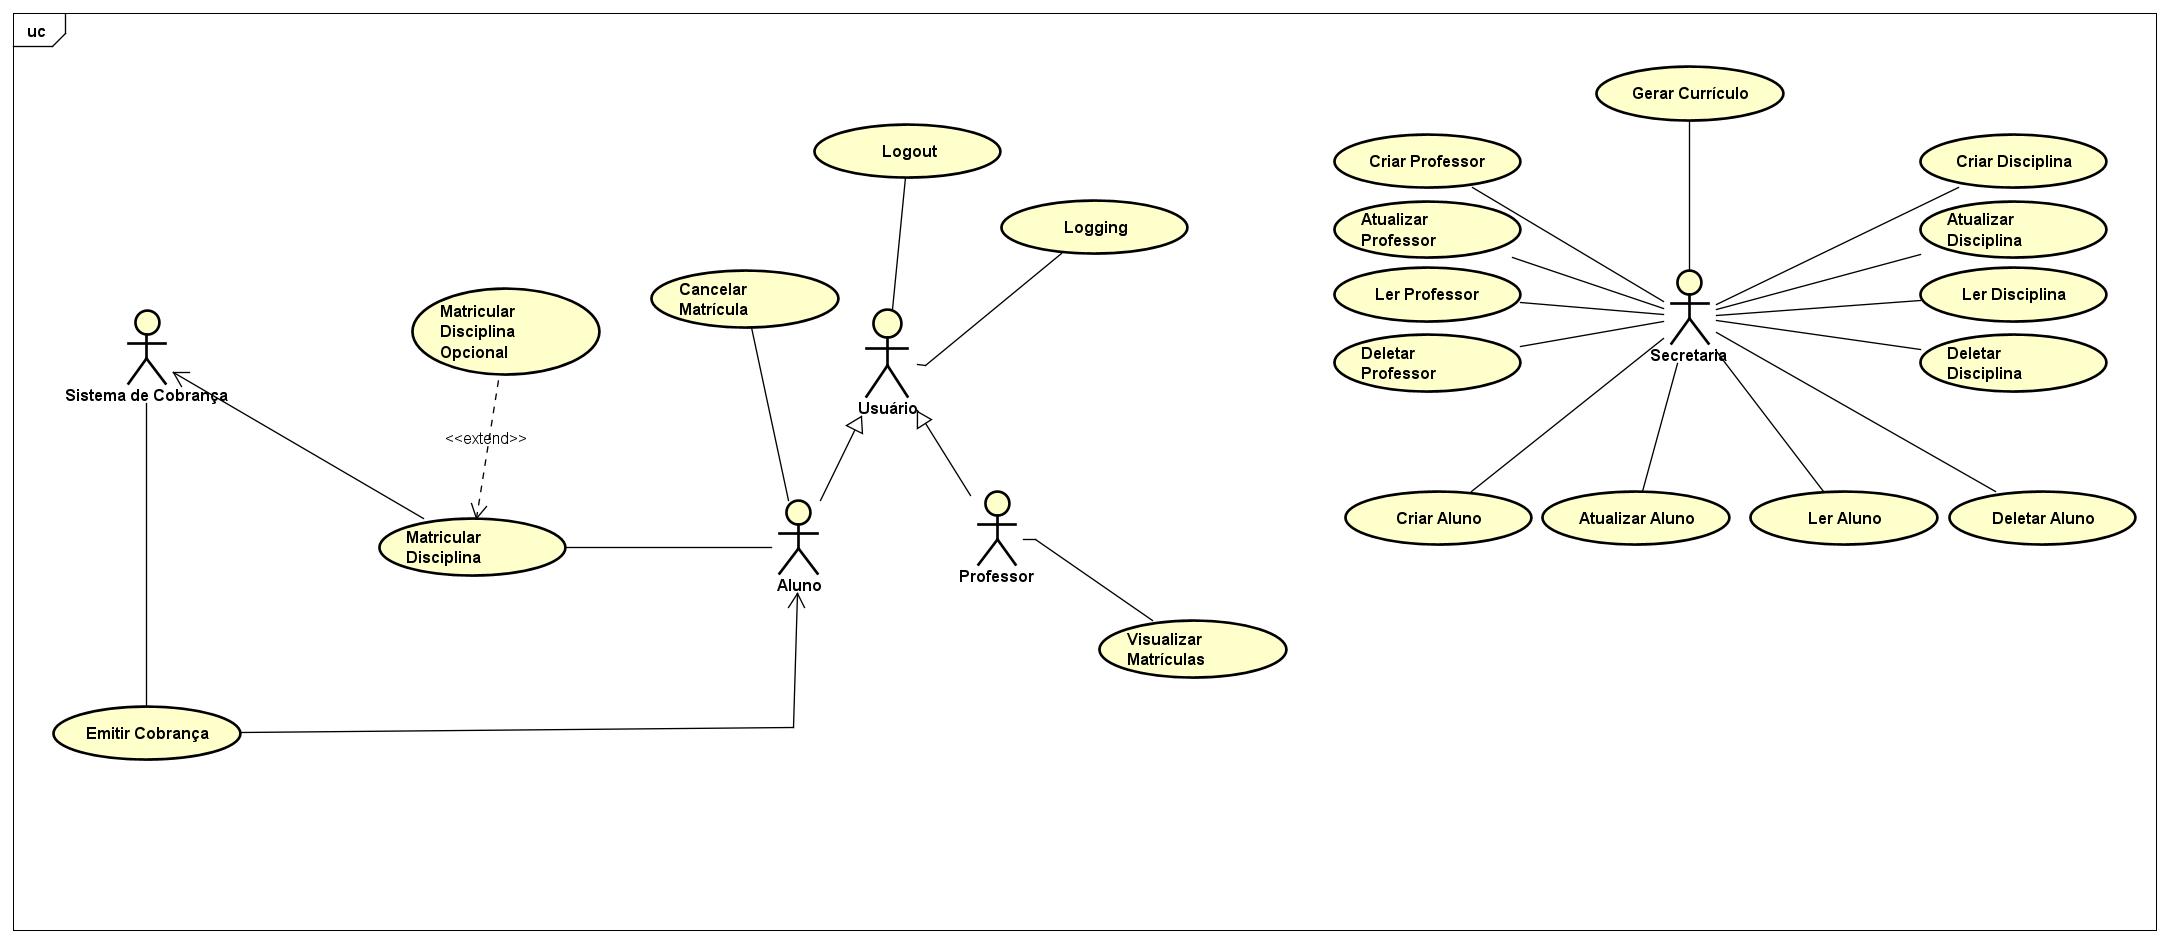 uc
Gerar Currículo
Logout
Criar Professor
Criar Disciplina
Logging
Atualizar
Professor
Atualizar
Disciplina
Cancelar
Matrícula
Ler Professor
Ler Disciplina
Matricular
Disciplina
Opcional
Deletar
Professor
Secretaria
Deletar
Disciplina
Sistema de Cobrança
Usuário
<<extend>>
Criar Aluno
Atualizar Aluno
Ler Aluno
Deletar Aluno
Matricular
Disciplina
Aluno
Professor
Visualizar
Matrículas
Emitir Cobrança